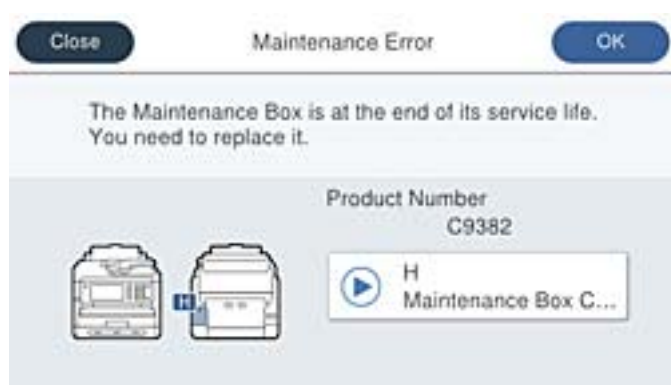 Close
Maintenance Error
OK
The Maintenance Box is at the end of its service life.
You need to replace it.
Product Number
C9382
H
H
Maintenance Box C...